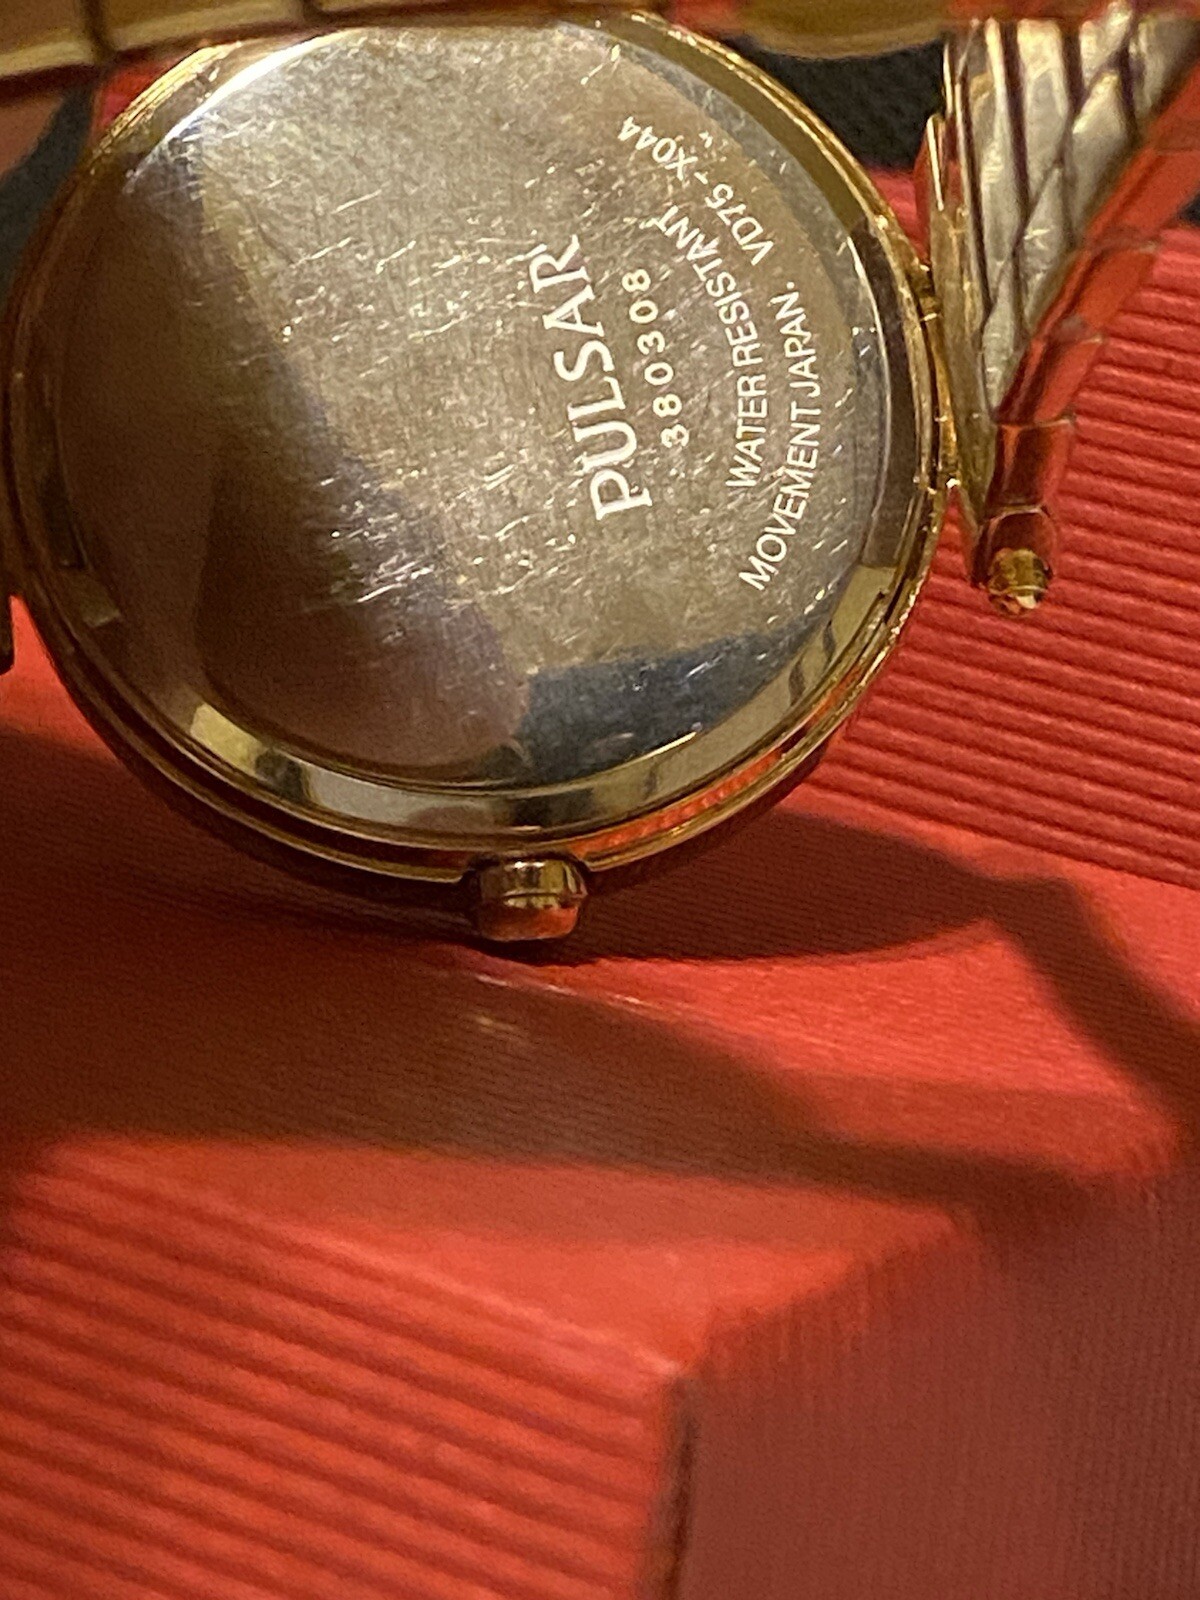 PULSAR
380308
WATER RESISTANT
MOVEMENT JAPAN. VD75-X044